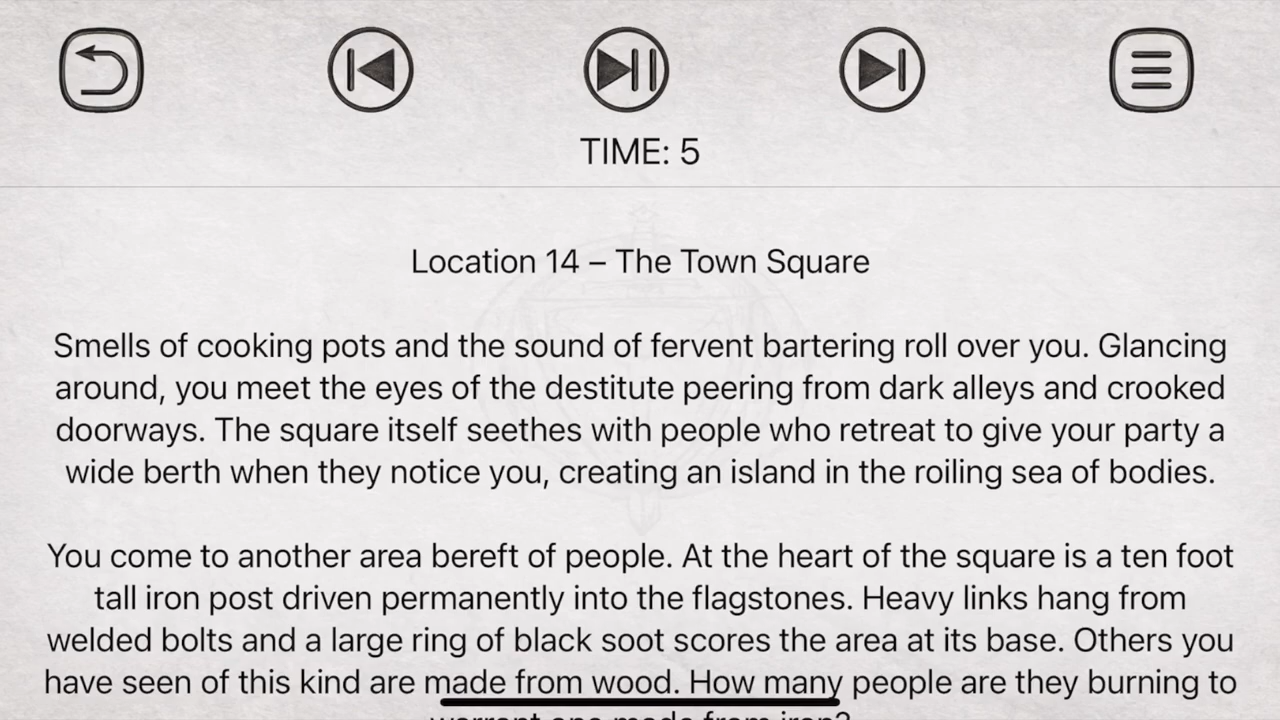 TIME: 5
Location 14 – The Town Square
Smells of cooking pots and the sound of fervent bartering roll over you. Glancing
around, you meet the eyes of the destitute peering from dark alleys and crooked
doorways. The square itself seethes with people who retreat to give your party a
wide berth when they notice you, creating an island in the roiling sea of bodies.
You come to another area bereft of people. At the heart of the square is a ten foot
tall iron post driven permanently into the flagstones. Heavy links hang from
welded bolts and a large ring of black soot scores the area at its base. Others you
have seen of this kind are made from wood. How many people are they burning to
warrant one made from iron?